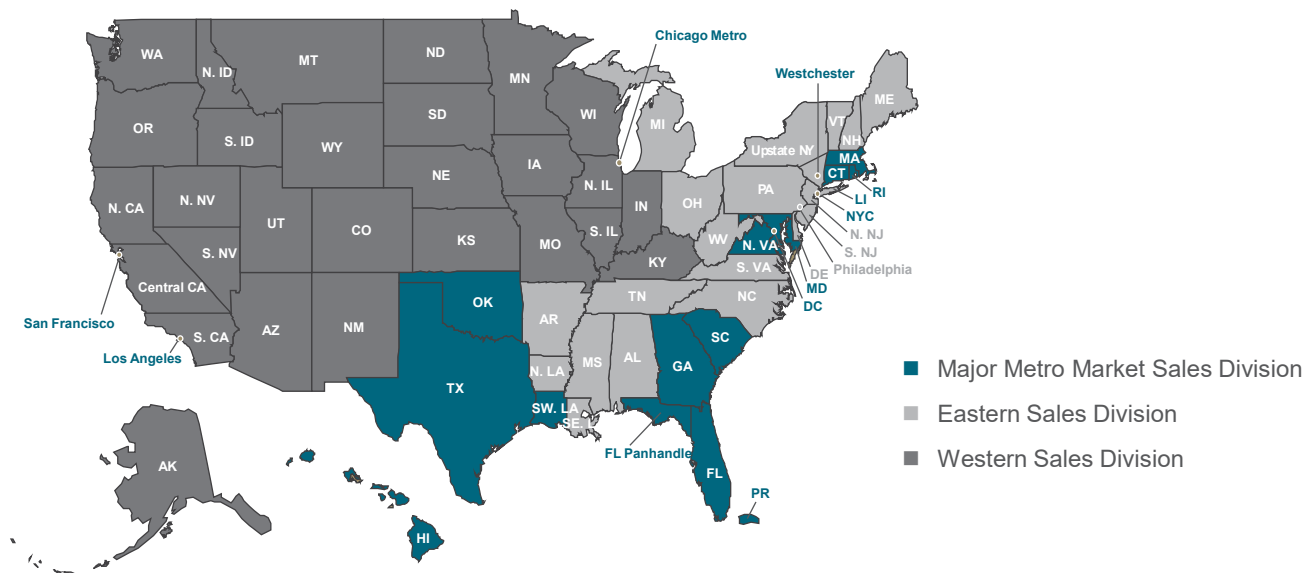 WA
MT
ND
MN
N. ID
OR
S. ID
WY
SD
WI
MI
Chicago Metro
Westchester
ME
VT
NH
Upstate NY
MA
CT
RI
LI
NYC
N. NJ
S. NJ
Philadelphia
DE
MD
DC
PA
NE
IA
N. IL
IN
OH
N. CA
N. NV
UT
CO
KS
MO
S. IL
WV
N. VA
S. VA
KY
S. NV
Central CA
San Francisco
Los Angeles
S. CA
AZ
NM
OK
AR
TN
NC
SC
TX
N. LA
MS
AL
GA
SW. LA
SE. L
FL Panhandle
FL
PR
AK
HI
Major Metro Market Sales Division
Eastern Sales Division
Western Sales Division